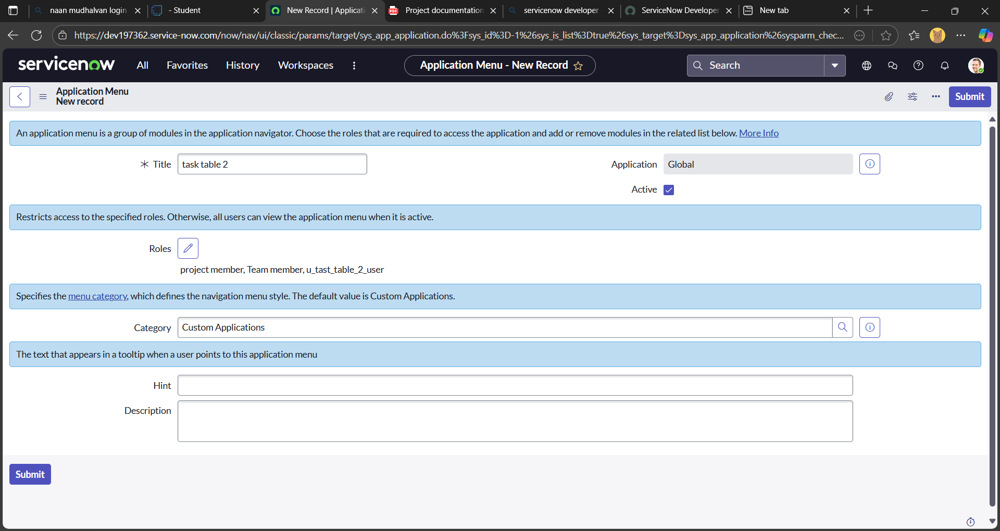 naan mudhalvan login
- Student
New Record | Applicati
PDF
Project documentation
servicenow developer
ServiceNow Developer
New tab
https://dev197362.service-now.com/now/nav/ui/classic/params/target/sys_app_application.do%3Fsys_id%3D-1%26sys_is_list%3Dtrue%26sys_target%3Dsys_app_application%26sysparm_chec...
servicenow
All
Favorites
History
Workspaces
Application Menu - New Record
Search
Application Menu
New record
Submit
An application menu is a group of modules in the application navigator. Choose the roles that are required to access the application and add or remove modules in the related list below. More Info
Title
task table 2
Application
Global
Active
Restricts access to the specified roles. Otherwise, all users can view the application menu when it is active.
Roles
project member, Team member, u_tast_table_2_user
Specifies the menu category, which defines the navigation menu style. The default value is Custom Applications.
Category
Custom Applications
The text that appears in a tooltip when a user points to this application menu
Hint
Description
Submit